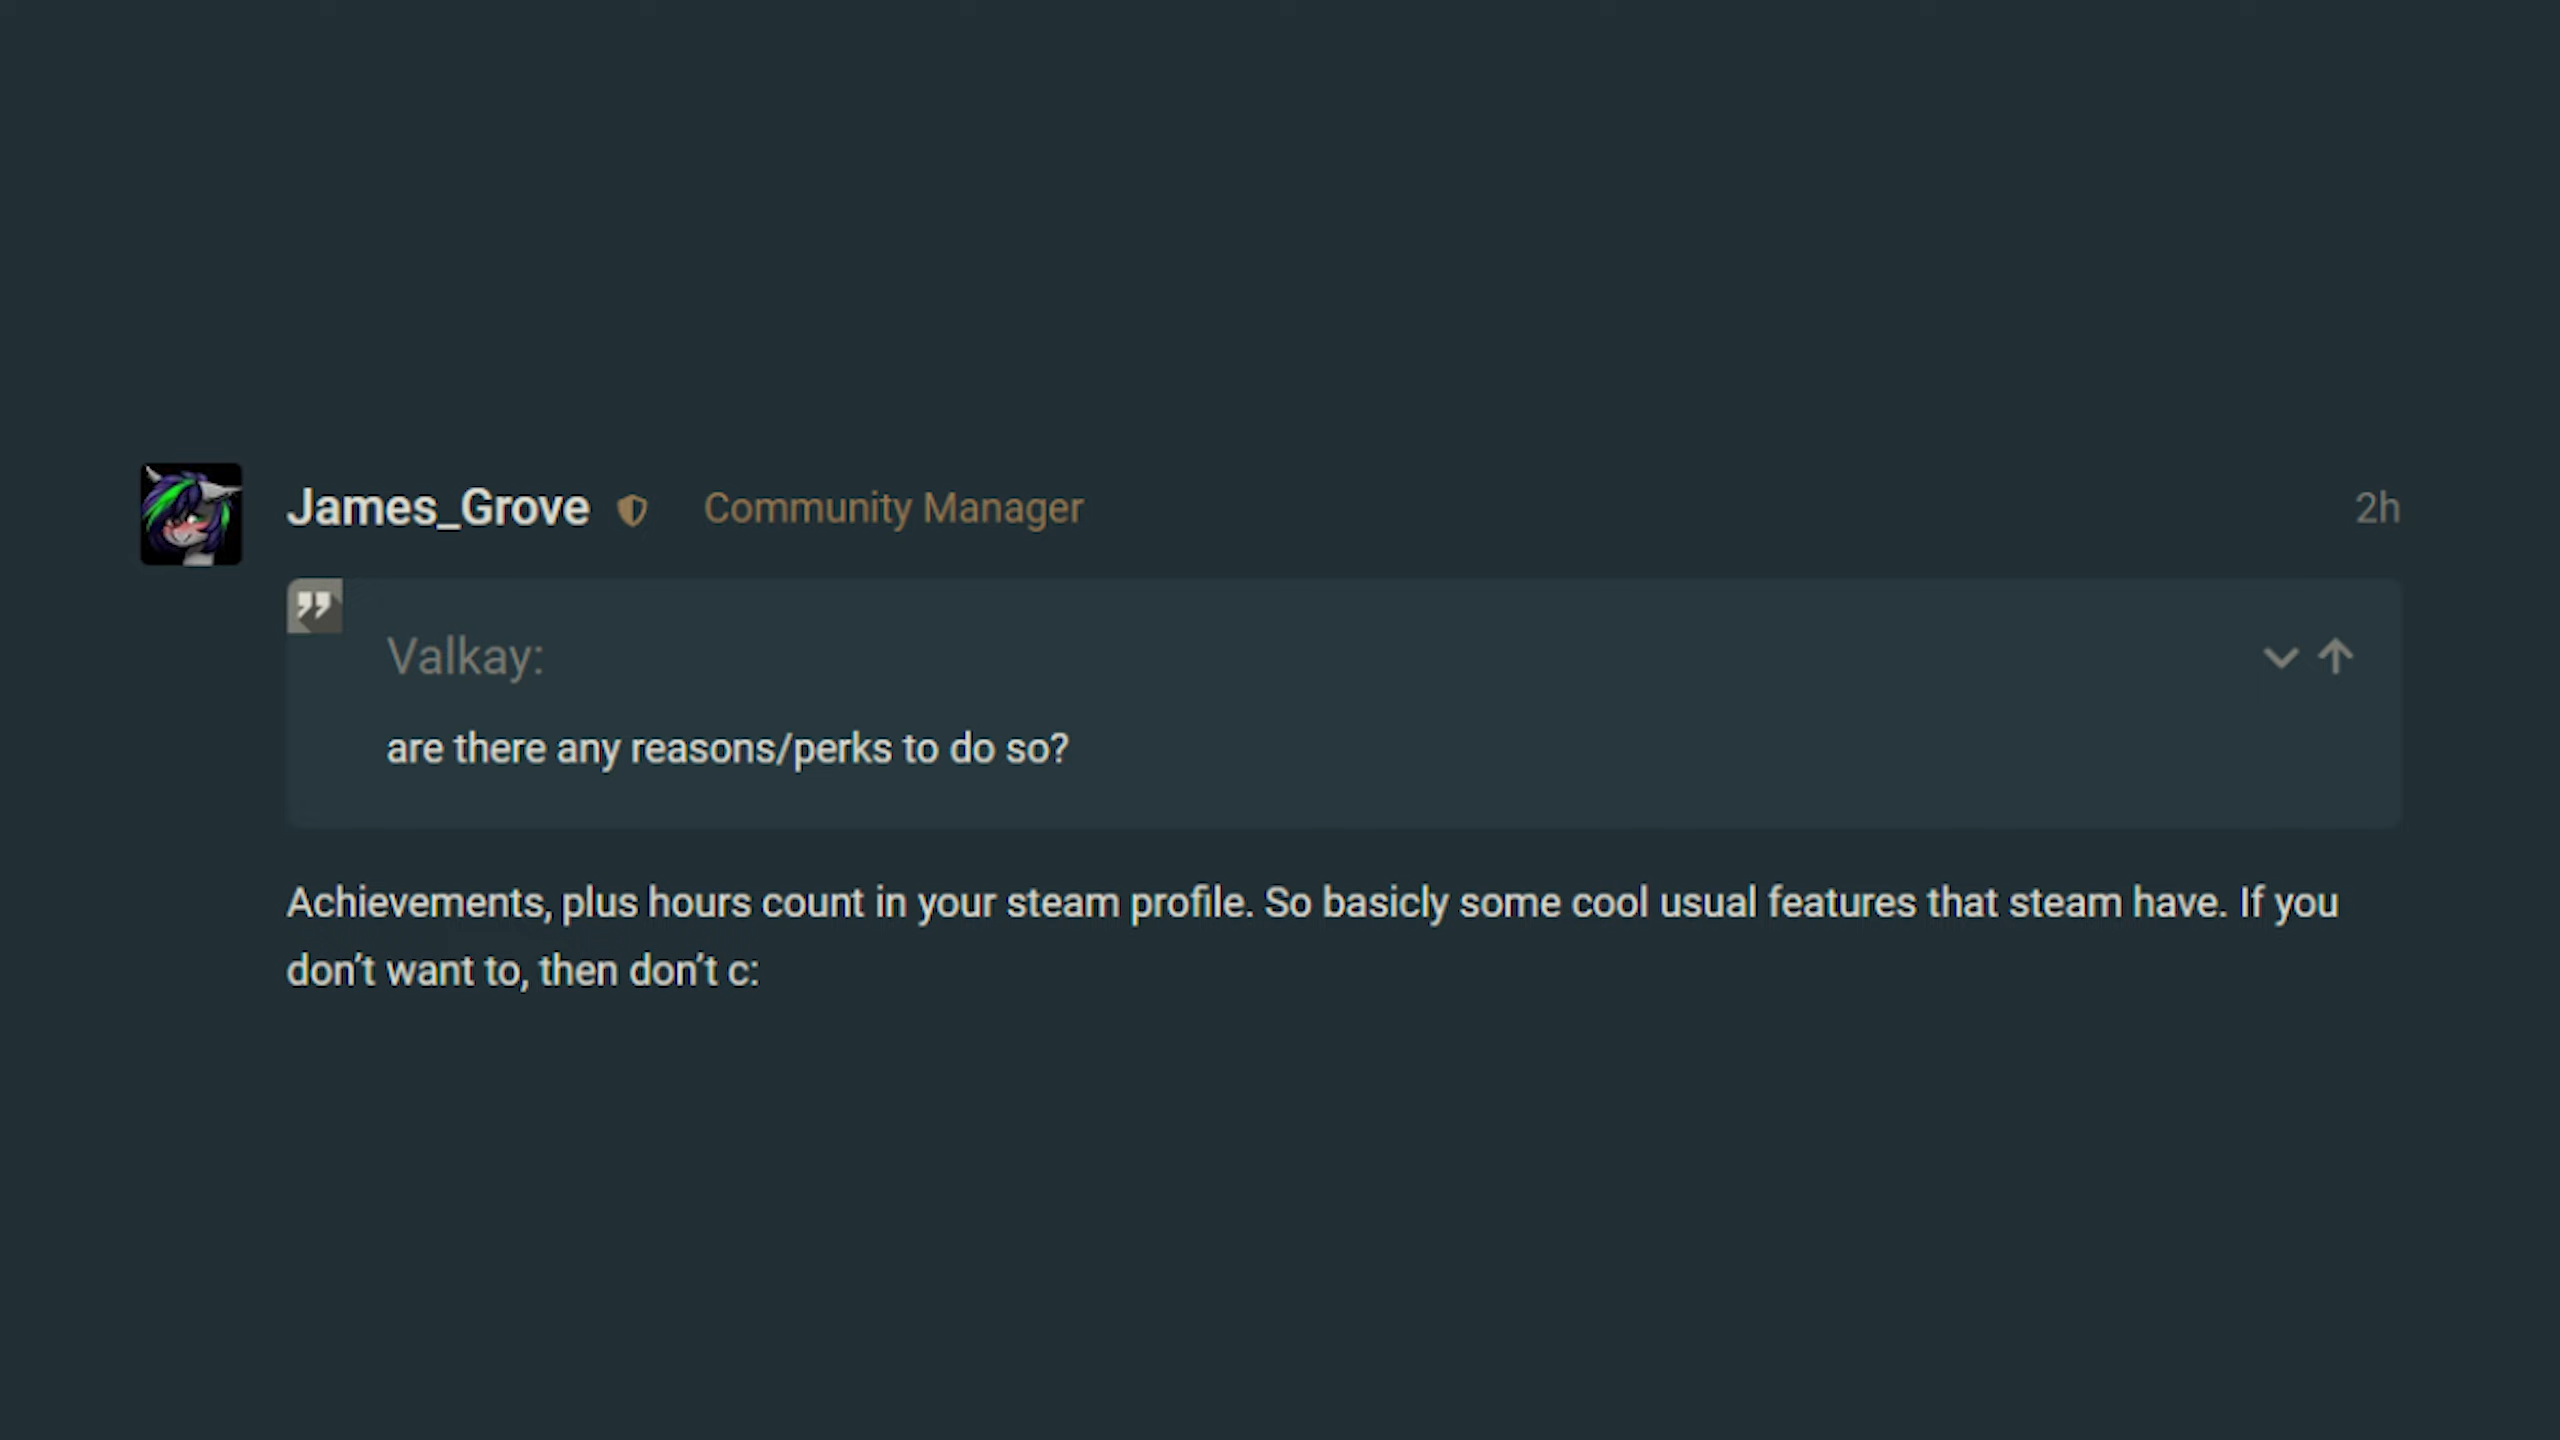 James_Grove Community Manager 2h
Valkay:
are there any reasons/perks to do so?
Achievements, plus hours count in your steam profile. So basicly some cool usual features that steam have. If you
don’t want to, then don’t c: